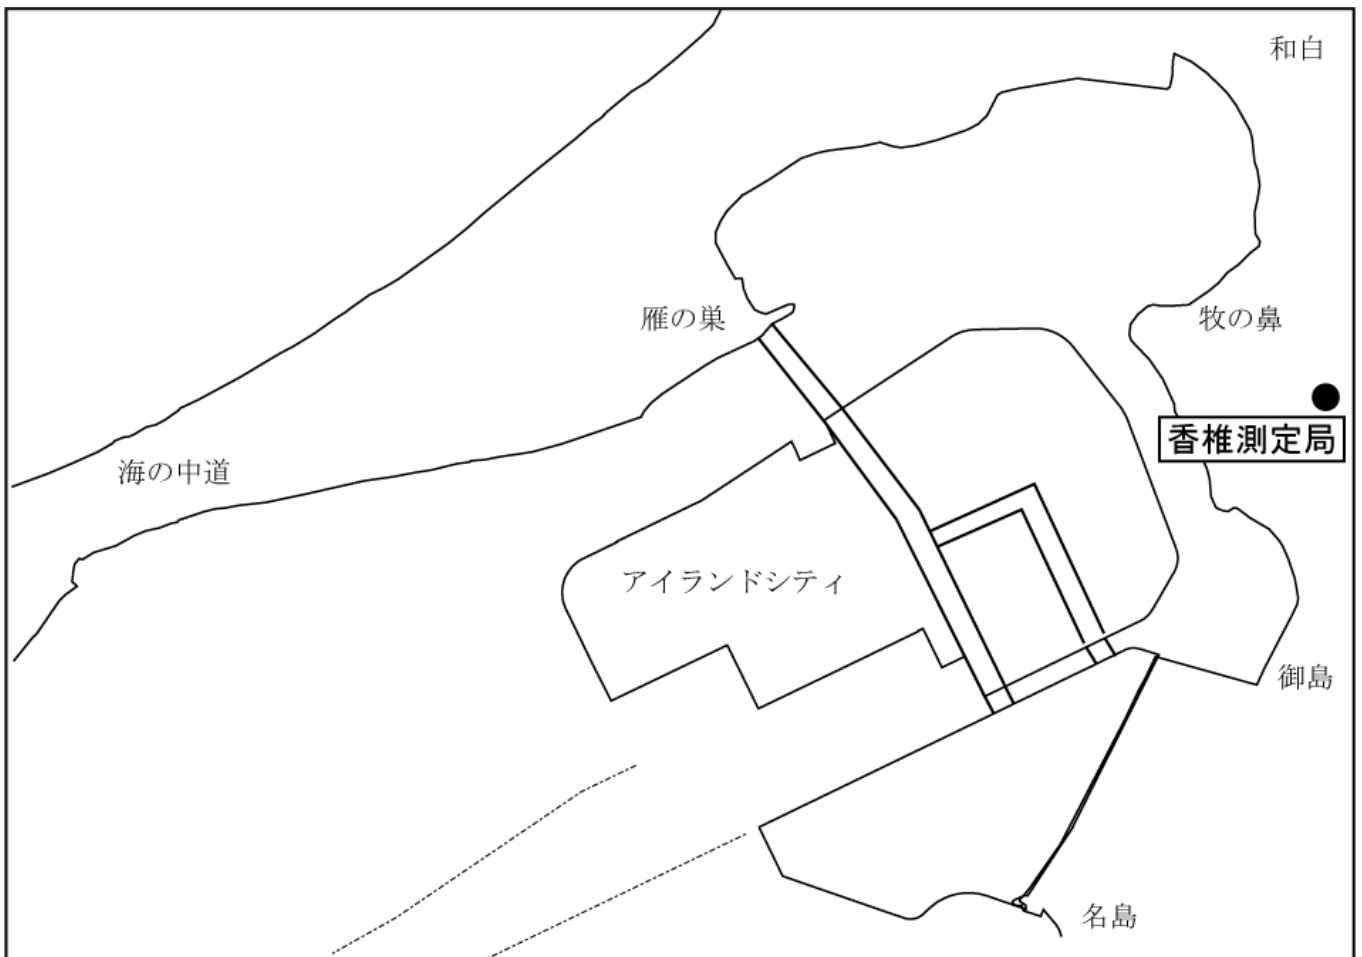 和白
雁の巣
牧の鼻
香椎測定局
海の中道
アイランドシティ
御島
名島